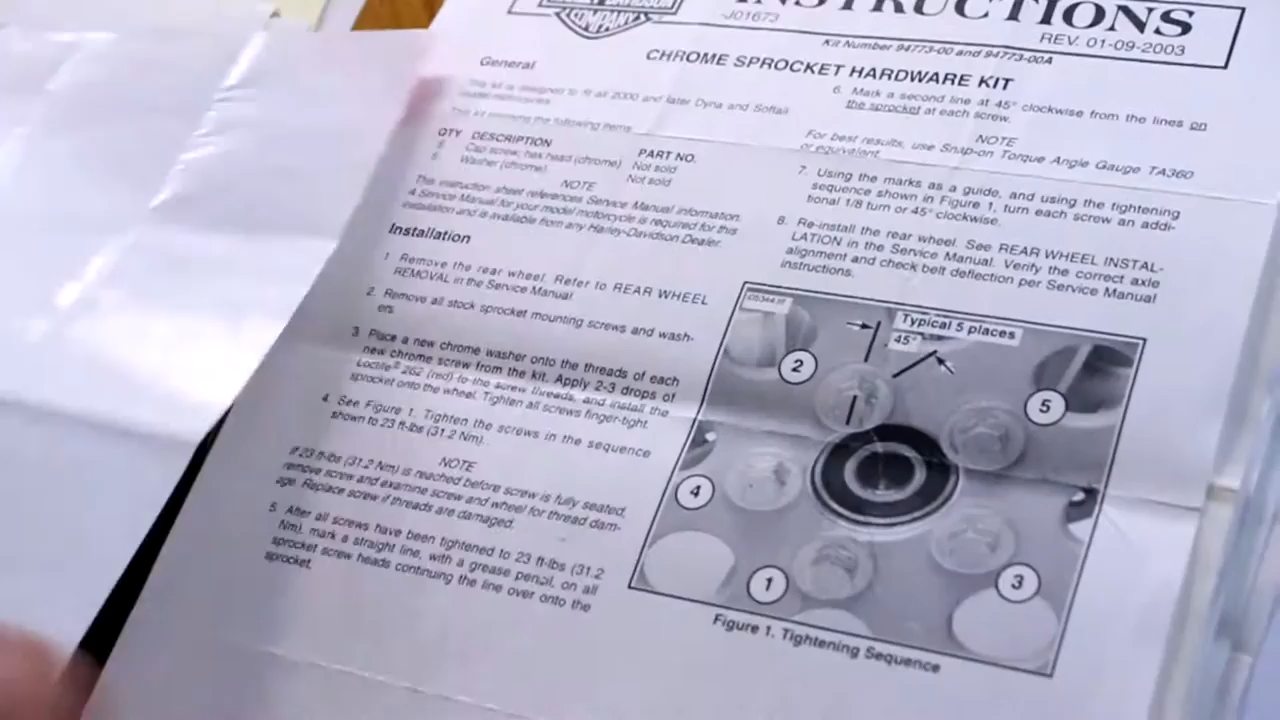 HARLEY-DAVIDSON
COMPANY
INSTRUCTIONS
-J01673
REV. 01-09-2003
Kit Number 94773-00 and 94773-00A
CHROME SPROCKET HARDWARE KIT
General
This kit is designed to fit all 2000 and later Dyna and Softail
model motorcycles.
This kit contains the following items:
QTY DESCRIPTION PART NO.
5 Cap screw, hex head (chrome) Not sold
5 Washer (chrome) Not sold
NOTE
This instruction sheet references Service Manual information.
A Service Manual for your model motorcycle is required for this
installation and is available from any Harley-Davidson Dealer.
Installation
1 Remove the rear wheel. Refer to REAR WHEEL
REMOVAL in the Service Manual.
2. Remove all stock sprocket mounting screws and wash-
ers
3 Place a new chrome washer onto the threads of each
new chrome screw from the kit. Apply 2-3 drops of
Loctite® 262 (red) to the screw threads, and install the
sprocket onto the wheel. Tighten all screws finger-tight.
4. See Figure 1. Tighten the screws in the sequence
shown to 23 ft-lbs (31.2 Nm).
NOTE
If 23 ft-lbs (31.2 Nm) is reached before screw is fully seated,
remove screw and examine screw and wheel for thread dam-
age. Replace screw if threads are damaged.
5. After all screws have been tightened to 23 ft-lbs (31.2
Nm), mark a straight line, with a grease pencil, on all
sprocket screw heads continuing the line over onto the
sprocket.
6. Mark a second line at 45° clockwise from the lines on
the sprocket at each screw.
NOTE
For best results, use Snap-on Torque Angle Gauge TA360
or equivalent
7. Using the marks as a guide, and using the tightening
sequence shown in Figure 1, turn each screw an addi-
tional 1/8 turn or 45° clockwise.
8. Re-install the rear wheel. See REAR WHEEL INSTAL-
LATION in the Service Manual. Verify the correct axle
alignment and check belt deflection per Service Manual
instructions.
Typical 5 places
45°
2
5
4
1
3
Figure 1. Tightening Sequence